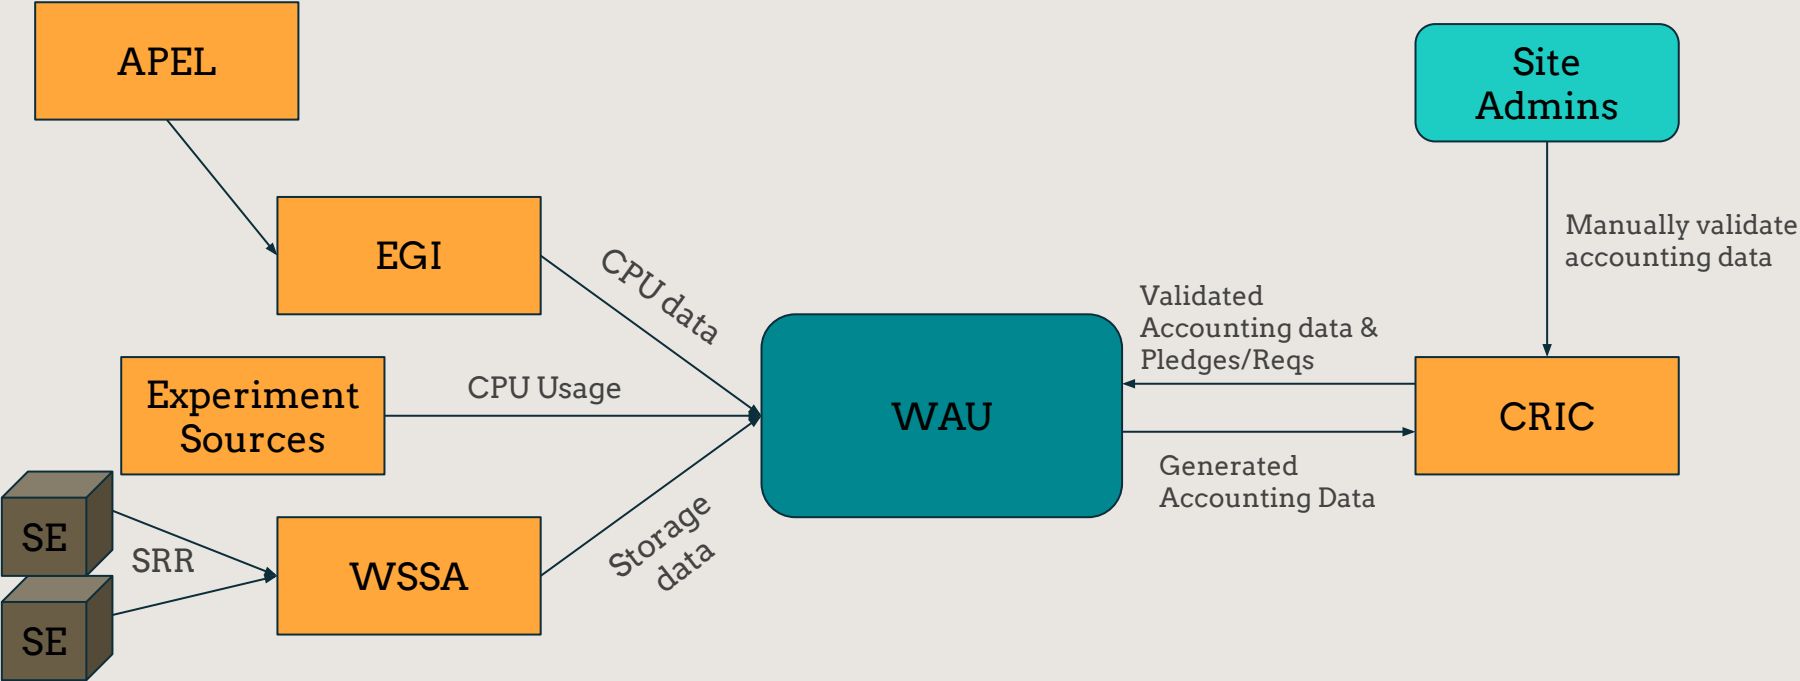 APEL
Site
Admins
EGI
CPU data
Manually validate
accounting data
Validated
Accounting data &
Pledges/Reqs
Experiment
Sources
CPU Usage
WAU
CRIC
Generated
Accounting Data
SE
SRR
WSSA
Storage
data
SE